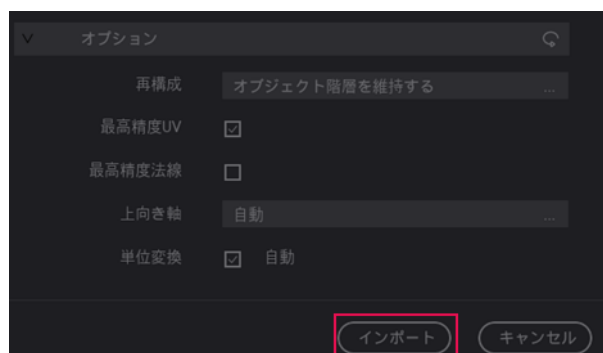 オプション
再構成 オブジェクト階層を維持する ...
最高精度UV
最高精度法線
上向き軸 自動 ...
単位変換 自動
インポート キャンセル